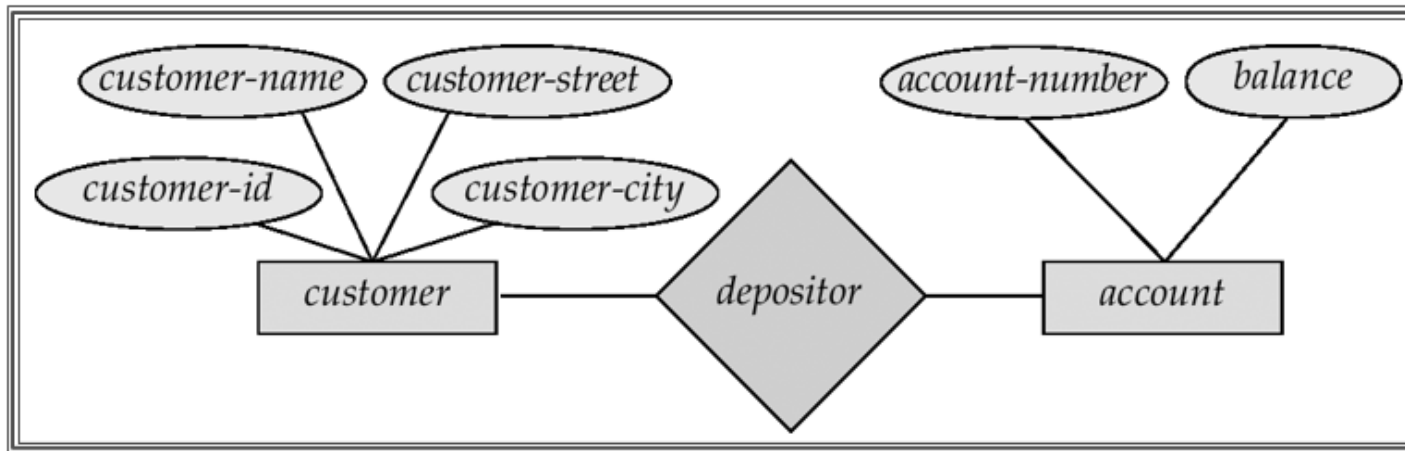 customer-name
customer-street
account-number
balance
customer-id
customer-city
customer
depositor
account